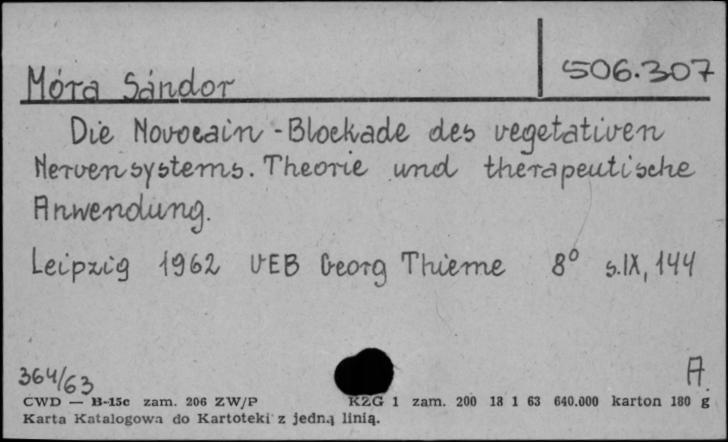 Móra Sándor
506.307
Die Novocain-Blockade des vegetativen
Nervensystems. Theorie und therapeutische
Anwendung.
Leipzig 1962 VEB Georg Thieme 8° s.IX, 144
364/63
A.
CWD — B-15c zam. 206 ZW/P KZG 1 zam. 200 18 1 63 640.000 karton 180 g
Karta Katalogowa do Kartoteki z jedną linią.